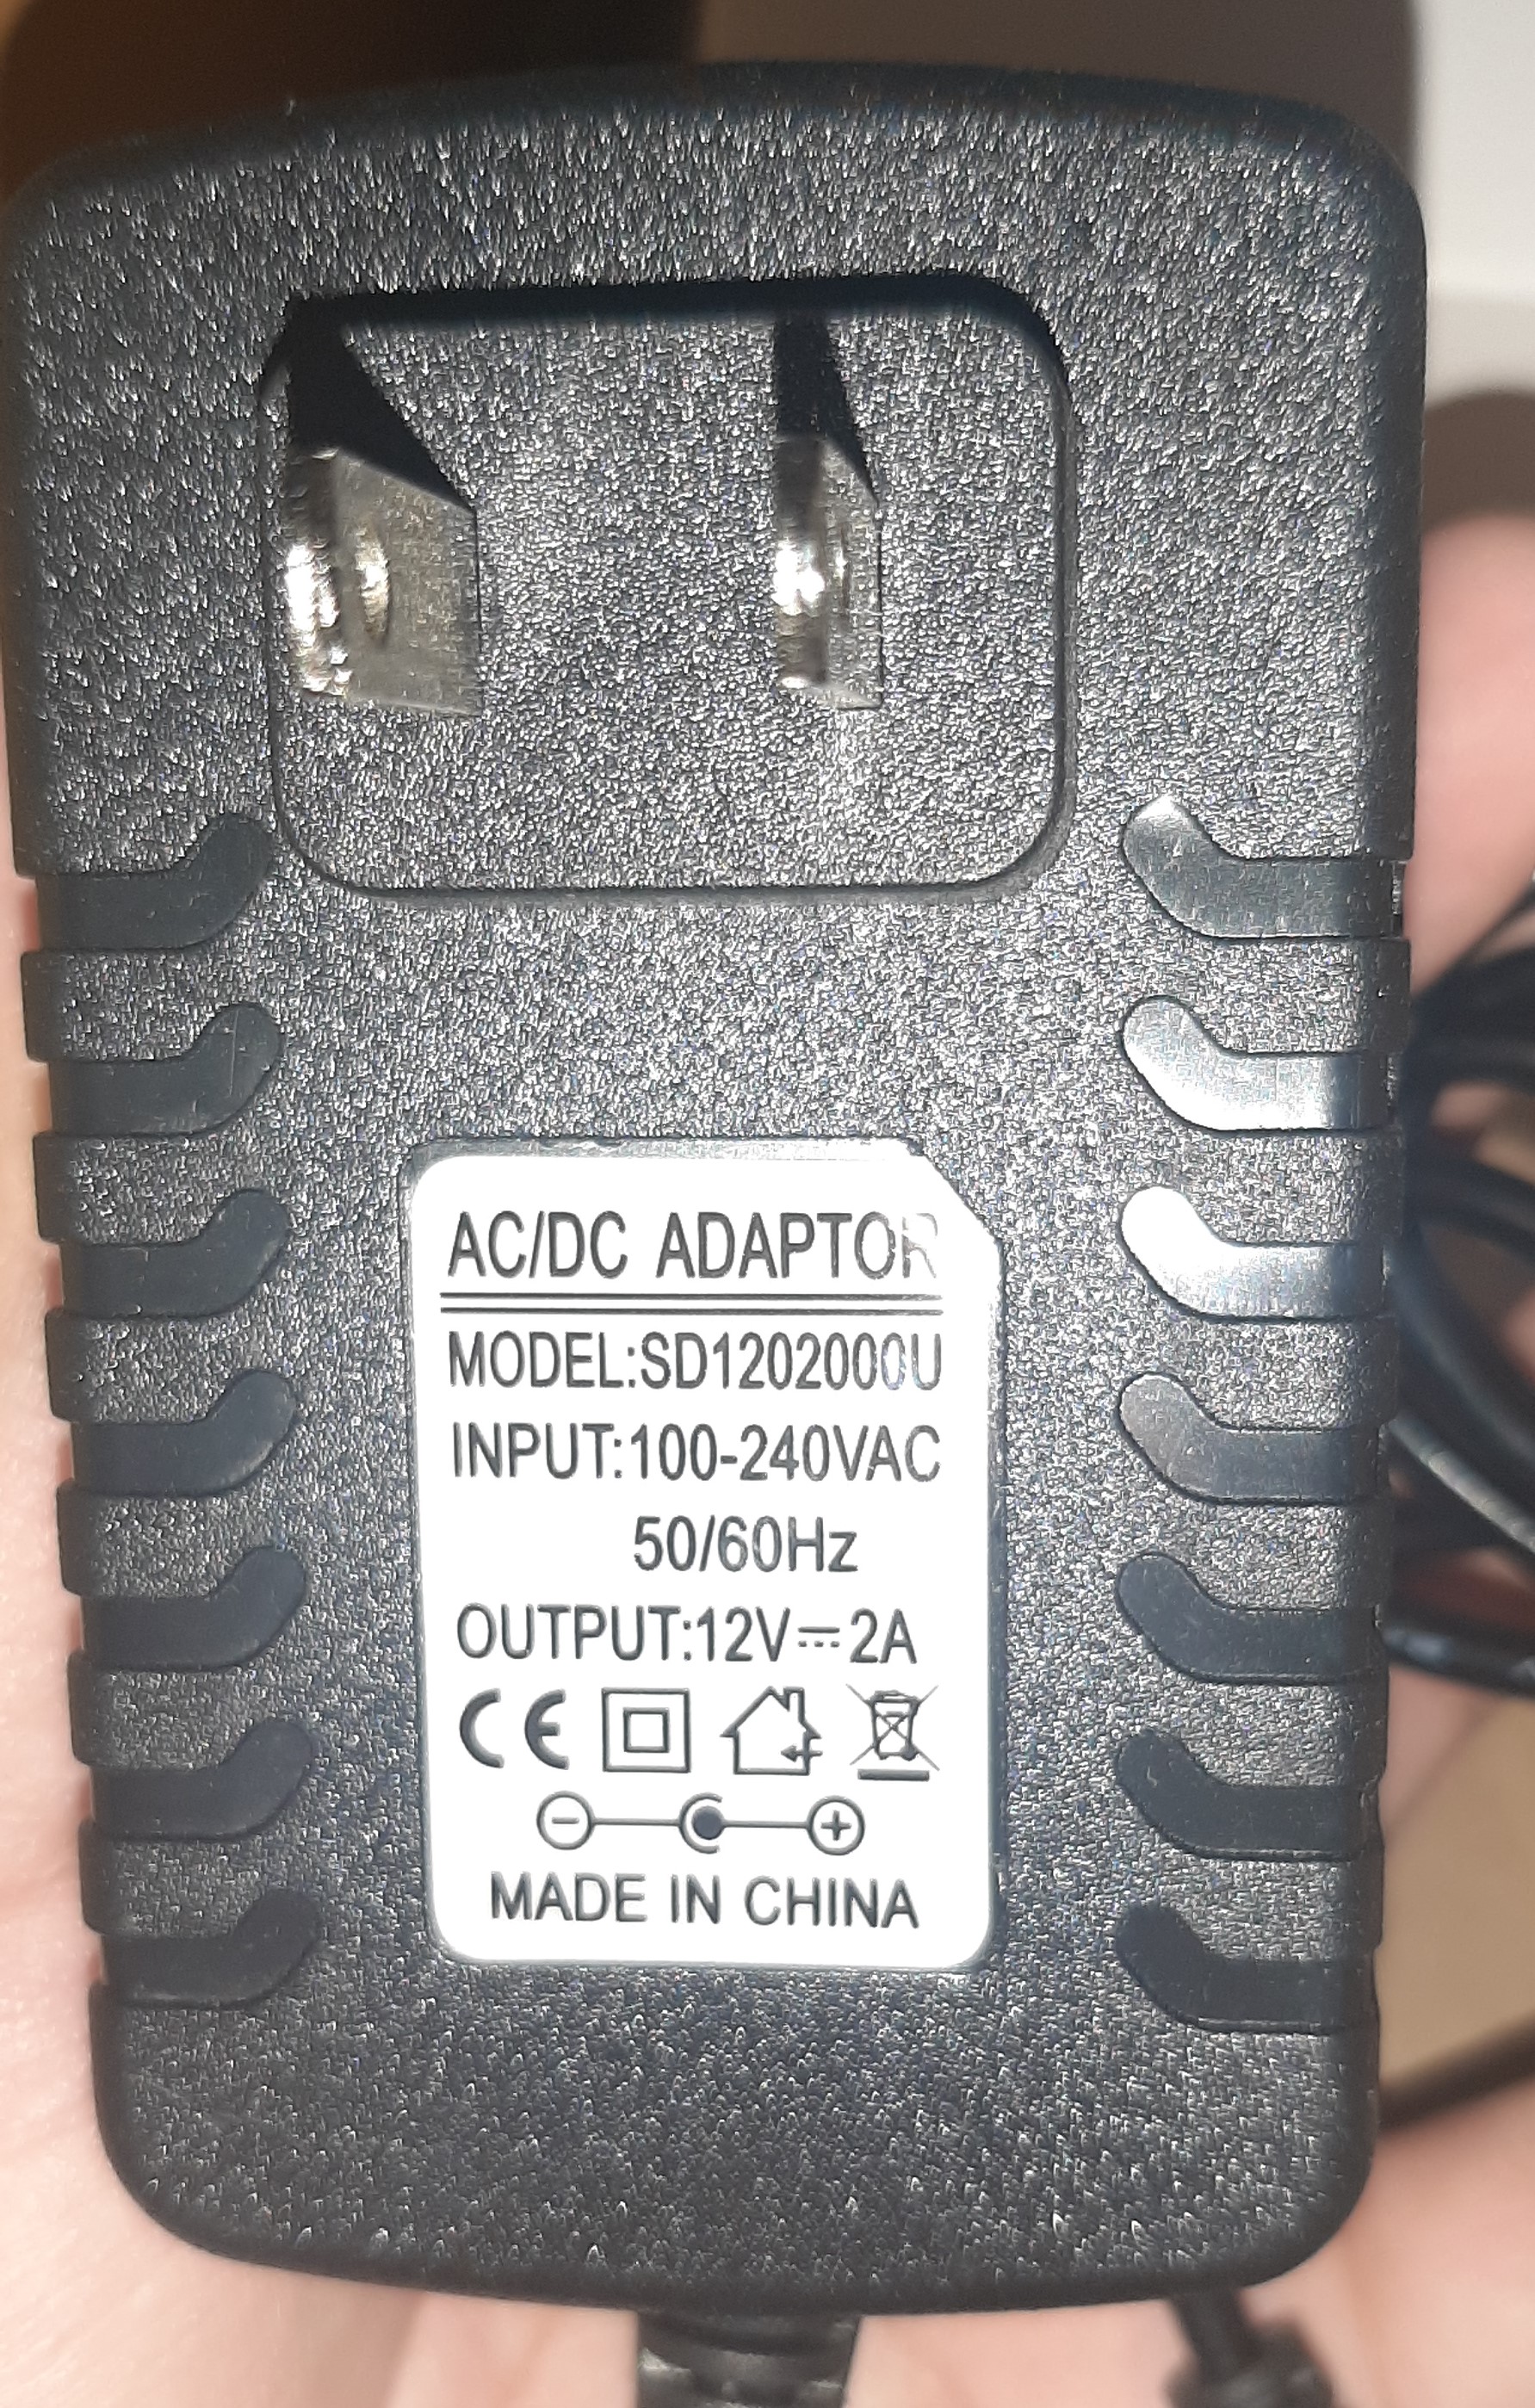 AC/DC ADAPTOR
MODEL:SD1202000U
INPUT:100-240VAC
50/60Hz
OUTPUT:12V⎓2A
CE
MADE IN CHINA